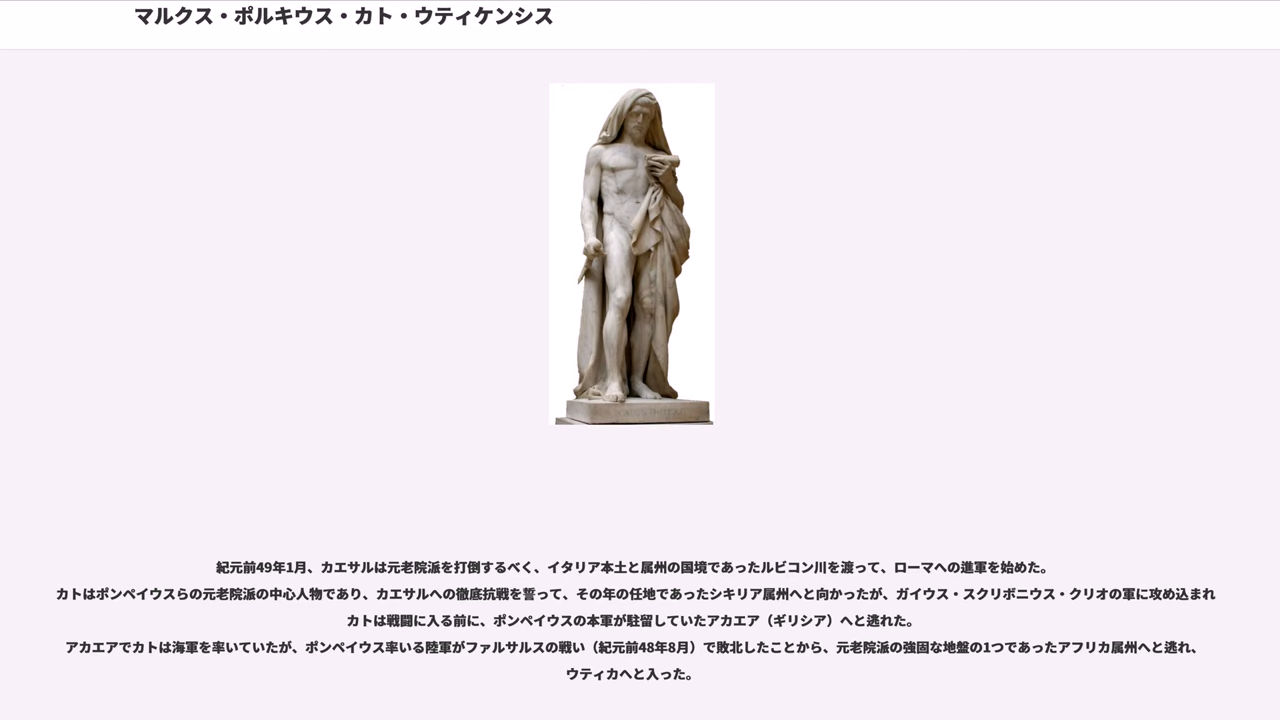 マルクス・ポルキウス・カト・ウティケンシス
紀元前49年1月、カエサルは元老院派を打倒するべく、イタリア本土と属州の国境であったルビコン川を渡って、ローマへの進軍を始めた。
カトはポンペイウスらの元老院派の中心人物であり、カエサルへの徹底抗戦を誓って、その年の任地であったシキリア属州へと向かったが、ガイウス・スクリボニウス・クリオの軍に攻め込まれ
カトは戦闘に入る前に、ポンペイウスの本軍が駐留していたアカエア（ギリシア）へと逃れた。
アカエアでカトは海軍を率いていたが、ポンペイウス率いる陸軍がファルサルスの戦い（紀元前48年8月）で敗北したことから、元老院派の強固な地盤の1つであったアフリカ属州へと逃れ、
ウティカへと入った。